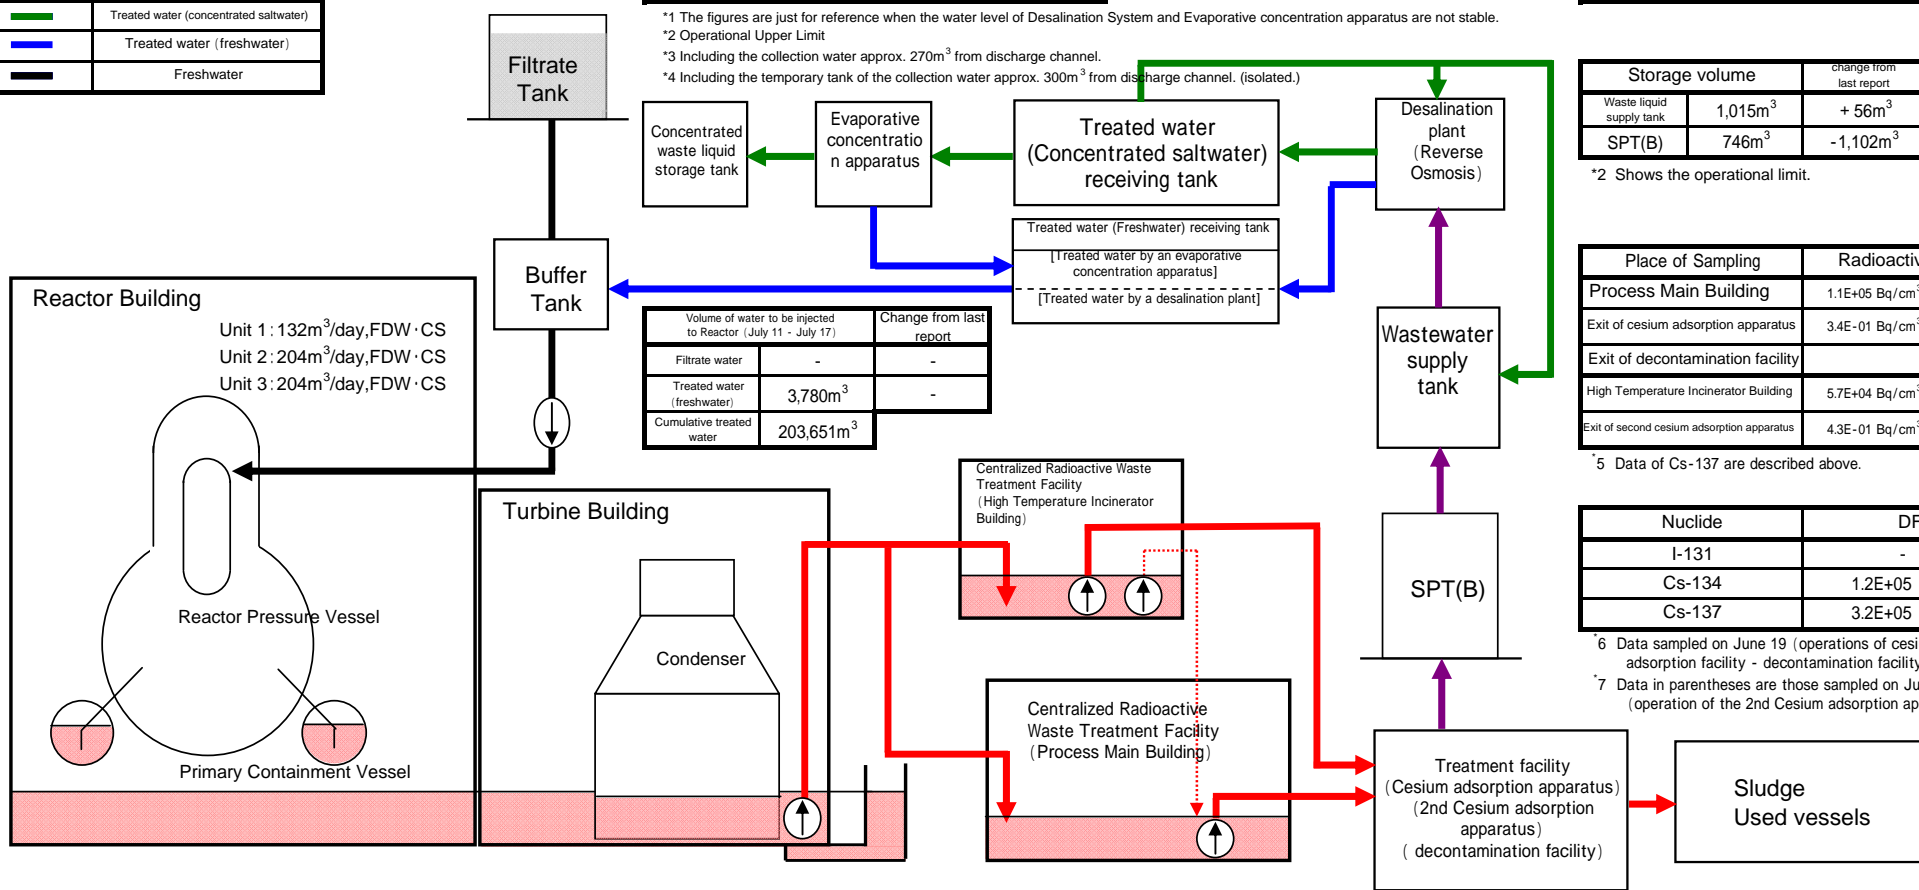 Treated water (concentrated saltwater)
Treated water (freshwater)
Freshwater
*1 The figures are just for reference when the water level of Desalination System and Evaporative concentration apparatus are not stable.
*2 Operational Upper Limit
*3 Including the collection water approx. 270m³ from discharge channel.
*4 Including the temporary tank of the collection water approx. 300m³ from discharge channel. (isolated.)
Filtrate
Tank
Concentrated
waste liquid
storage tank
Evaporative
concentratio
n apparatus
Treated water
(Concentrated saltwater)
receiving tank
Desalination
plant
(Reverse
Osmosis)
Storage volume change from
last report
Waste liquid
supply tank 1,015m³ + 56m³
SPT(B) 746m³ -1,102m³
*2 Shows the operational limit.
Treated water (Freshwater) receiving tank
[Treated water by an evaporative
concentration apparatus]
[Treated water by a desalination plant]
Buffer
Tank
Reactor Building
Unit 1:132m³/day,FDW·CS
Unit 2:204m³/day,FDW·CS
Unit 3:204m³/day,FDW·CS
Volume of water to be injected
to Reactor (July 11 - July 17) Change from last
report
Filtrate water - -
Treated water
(freshwater) 3,780m³ -
Cumulative treated
water 203,651m³
Wastewater
supply
tank
Place of Sampling Radioactiv
Process Main Building 1.1E+05 Bq/cm³
Exit of cesium adsorption apparatus 3.4E-01 Bq/cm³
Exit of decontamination facility
High Temperature Incinerator Building 5.7E+04 Bq/cm³
Exit of second cesium adsorption apparatus 4.3E-01 Bq/cm³
*5 Data of Cs-137 are described above.
Centralized Radioactive Waste
Treatment Facility
(High Temperature Incinerator
Building)
Turbine Building
Condenser
Reactor Pressure Vessel
Primary Containment Vessel
SPT(B)
Nuclide DF
I-131 -
Cs-134 1.2E+05
Cs-137 3.2E+05
*6 Data sampled on June 19 (operations of cesi
adsorption facility - decontamination facility
*7 Data in parentheses are those sampled on Ju
(operation of the 2nd Cesium adsorption ap
Centralized Radioactive
Waste Treatment Facility
(Process Main Building)
Treatment facility
(Cesium adsorption apparatus)
(2nd Cesium adsorption
apparatus)
( decontamination facility)
Sludge
Used vessels